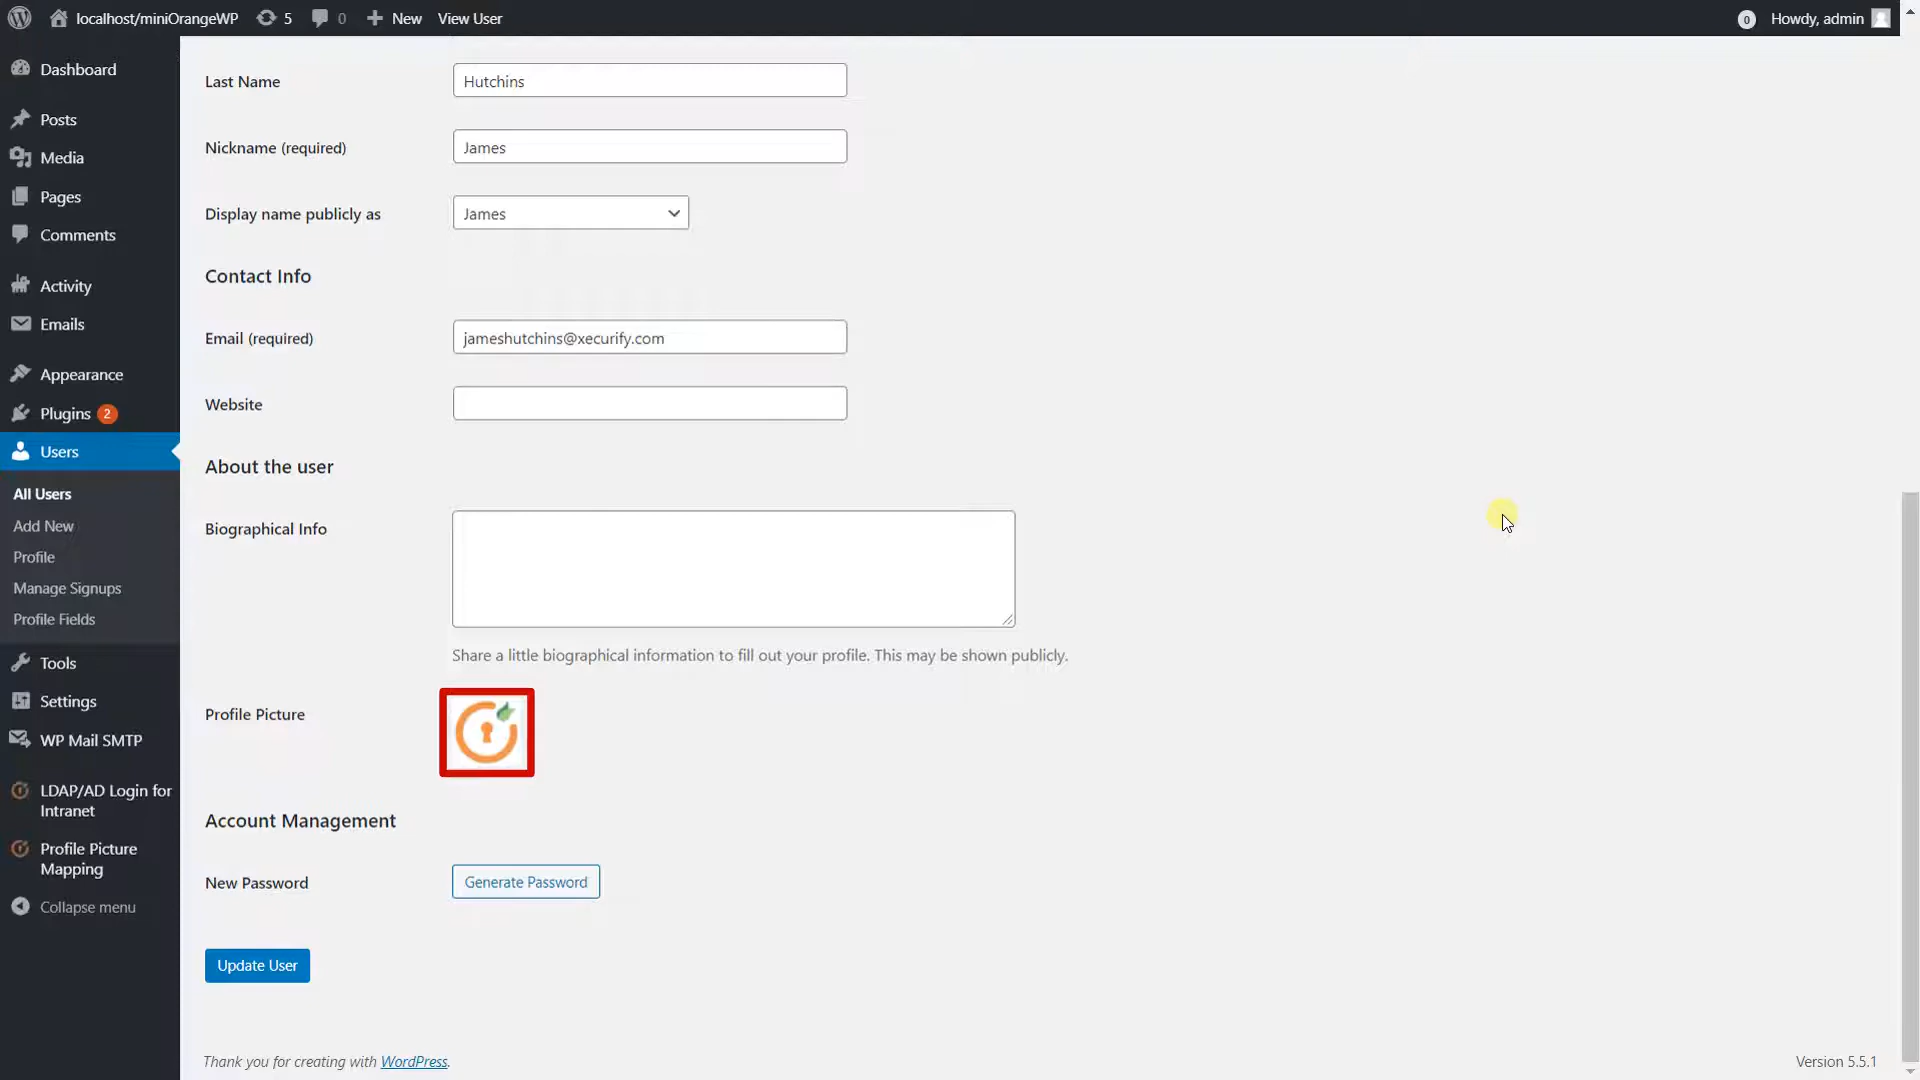 localhost/miniOrangeWP 5 0 New View User 0 Howdy, admin
Dashboard
Posts
Media
Pages
Comments
Activity
Emails
Appearance
Plugins 2
Users
All Users
Add New
Profile
Manage Signups
Profile Fields
Tools
Settings
WP Mail SMTP
LDAP/AD Login for
Intranet
Profile Picture
Mapping
Collapse menu
Last Name Hutchins
Nickname (required) James
Display name publicly as James
Contact Info
Email (required) jameshutchins@xecurify.com
Website
About the user
Biographical Info
Share a little biographical information to fill out your profile. This may be shown publicly.
Profile Picture
Account Management
New Password Generate Password
Update User
Thank you for creating with WordPress. Version 5.5.1